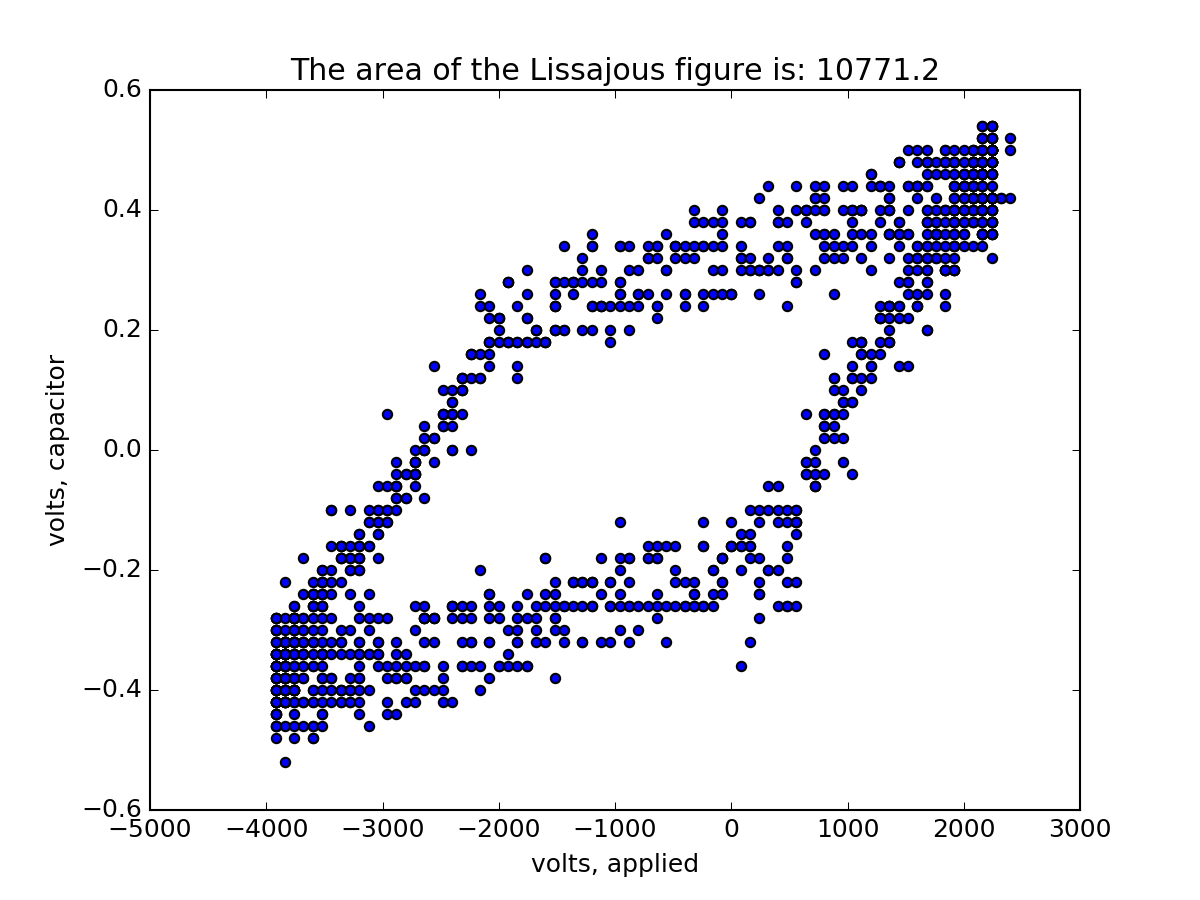 The area of the Lissajous figure is: 10771.2
0.6
0.4
0.2
0.0
−0.2
−0.4
−0.6
volts, capacitor
−5000 −4000 −3000 −2000 −1000 0 1000 2000 3000
volts, applied